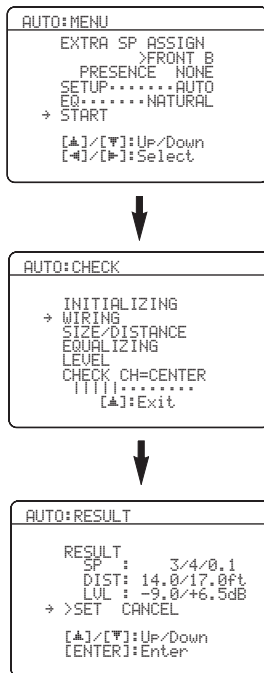 AUTO:MENU
EXTRA SP ASSIGN
>FRONT B
PRESENCE NONE
SETUP·······AUTO
EQ·······NATURAL
→ START
[▲]/[▼]:Up/Down
[◄]/[►]:Select
AUTO:CHECK
INITIALIZING
→ WIRING
SIZE/DISTANCE
EQUALIZING
LEVEL
CHECK CH=CENTER
[▲]:Exit
AUTO:RESULT
RESULT
SP : 3/4/0.1
DIST: 14.0/17.0ft
LVL : -9.0/+6.5dB
→ >SET CANCEL
[▲]/[▼]:Up/Down
[ENTER]:Enter